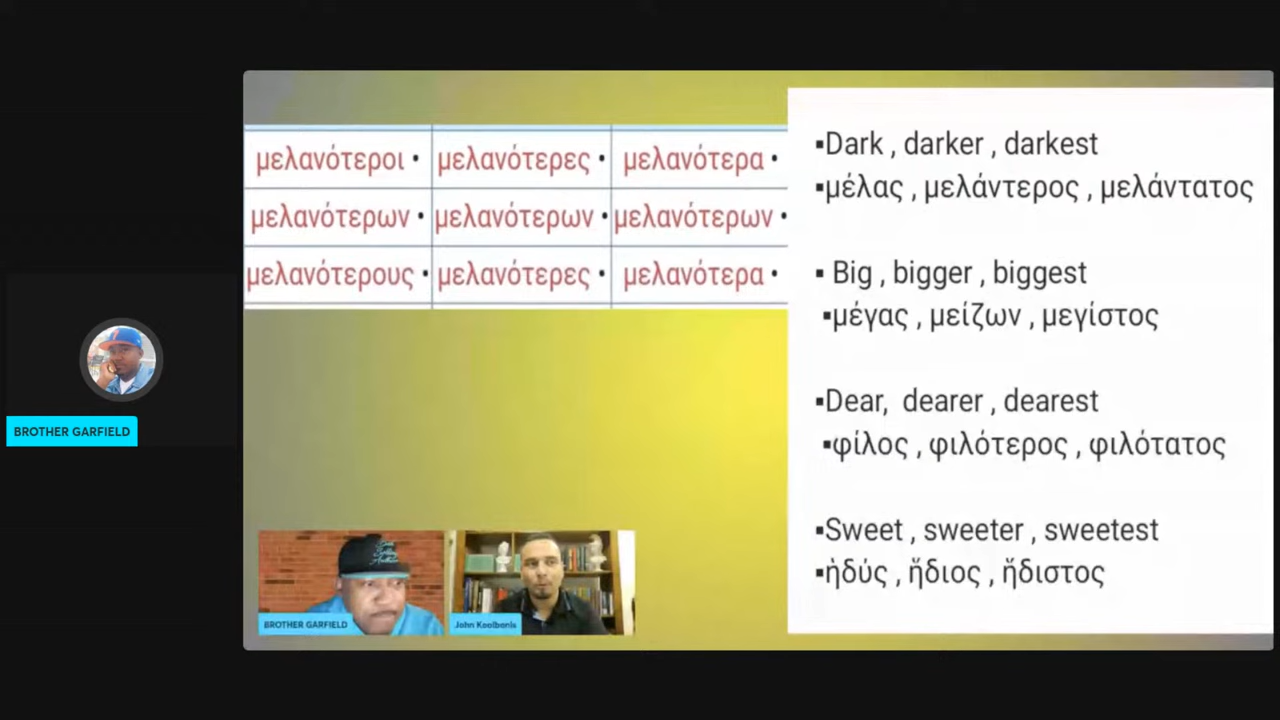 μελανότεροι • μελανότερες • μελανότερα •
μελανότερων • μελανότερων • μελανότερων •
μελανότερους • μελανότερες • μελανότερα •
▪Dark , darker , darkest
▪μέλας , μελάντερος , μελάντατος
▪ Big , bigger , biggest
▪μέγας , μείζων , μεγίστος
▪Dear, dearer , dearest
▪φίλος , φιλότερος , φιλότατος
▪Sweet , sweeter , sweetest
▪ἡδύς , ἥδιος , ἥδιστος
BROTHER GARFIELD
BROTHER GARFIELD
John Koolbanis